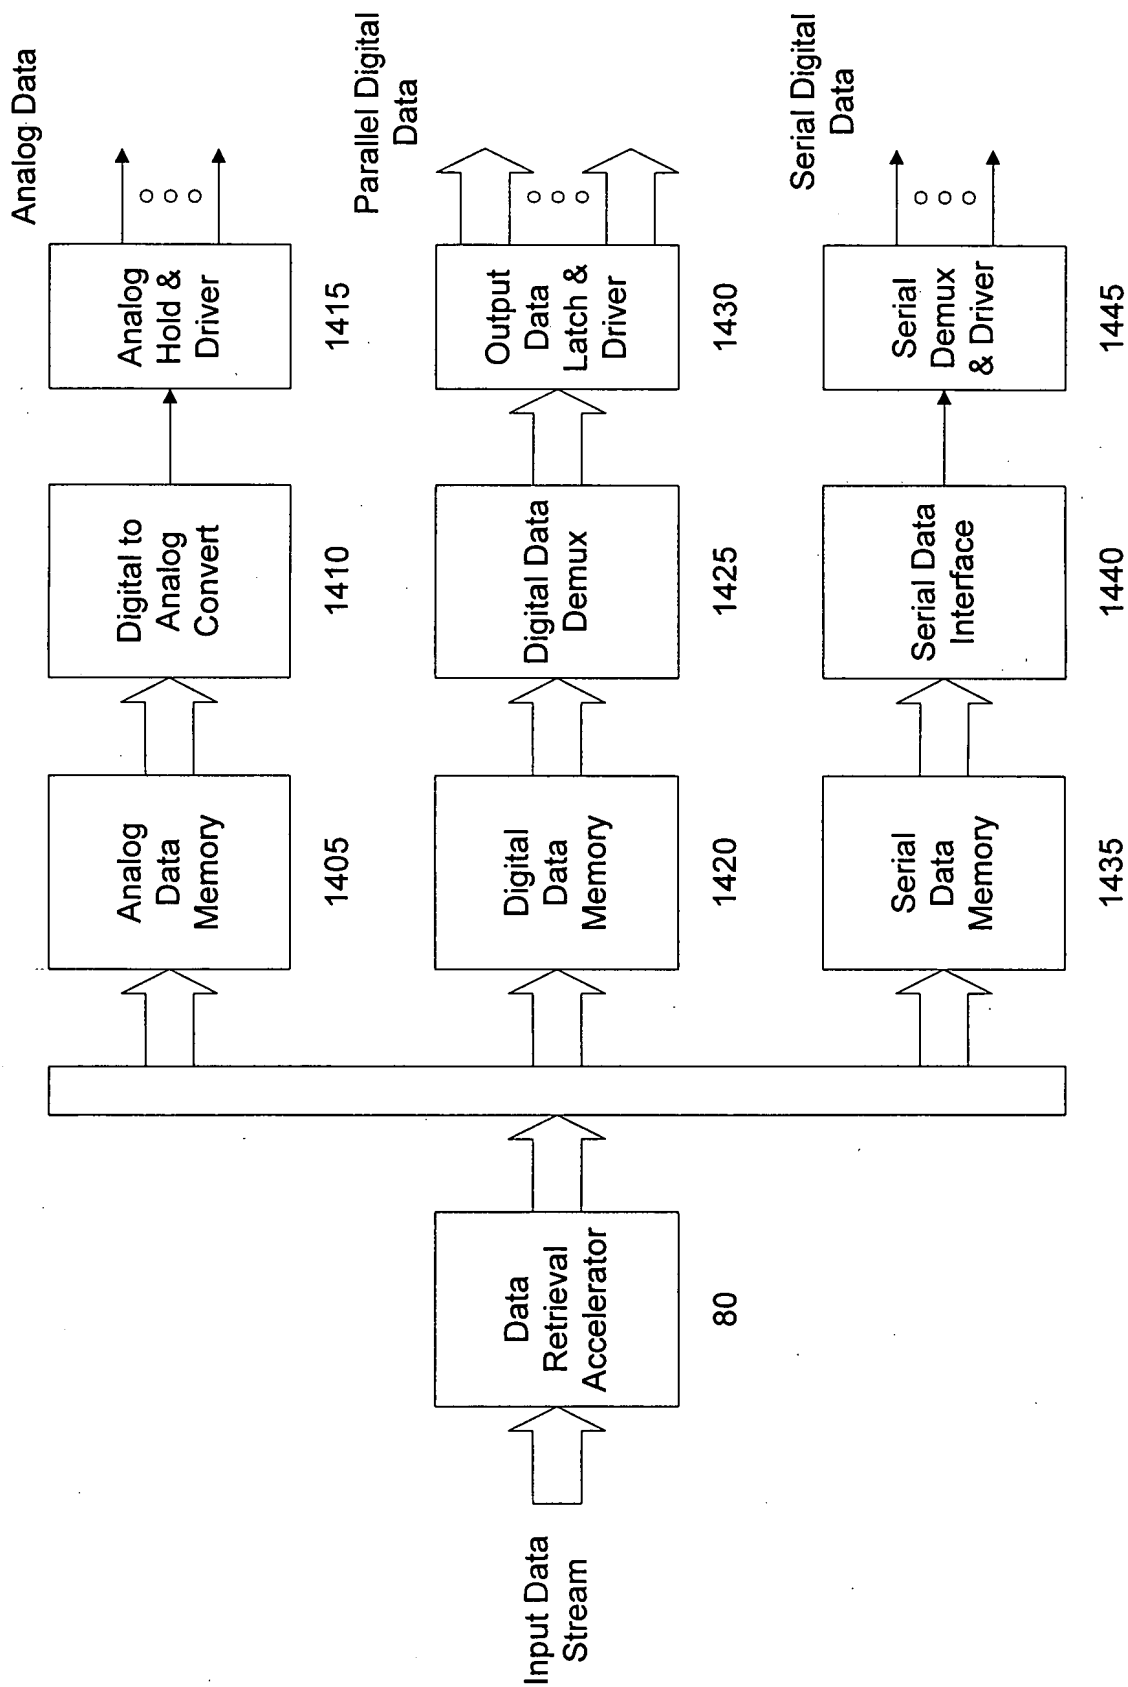 Input Data
Stream
Data
Retrieval
Accelerator
80
Analog
Data
Memory
1405
Digital to
Analog
Convert
1410
Analog
Hold &
Driver
1415
Analog Data
Digital
Data
Memory
1420
Digital Data
Demux
1425
Output
Data
Latch &
Driver
1430
Parallel Digital
Data
Serial
Data
Memory
1435
Serial Data
Interface
1440
Serial
Demux
& Driver
1445
Serial Digital
Data